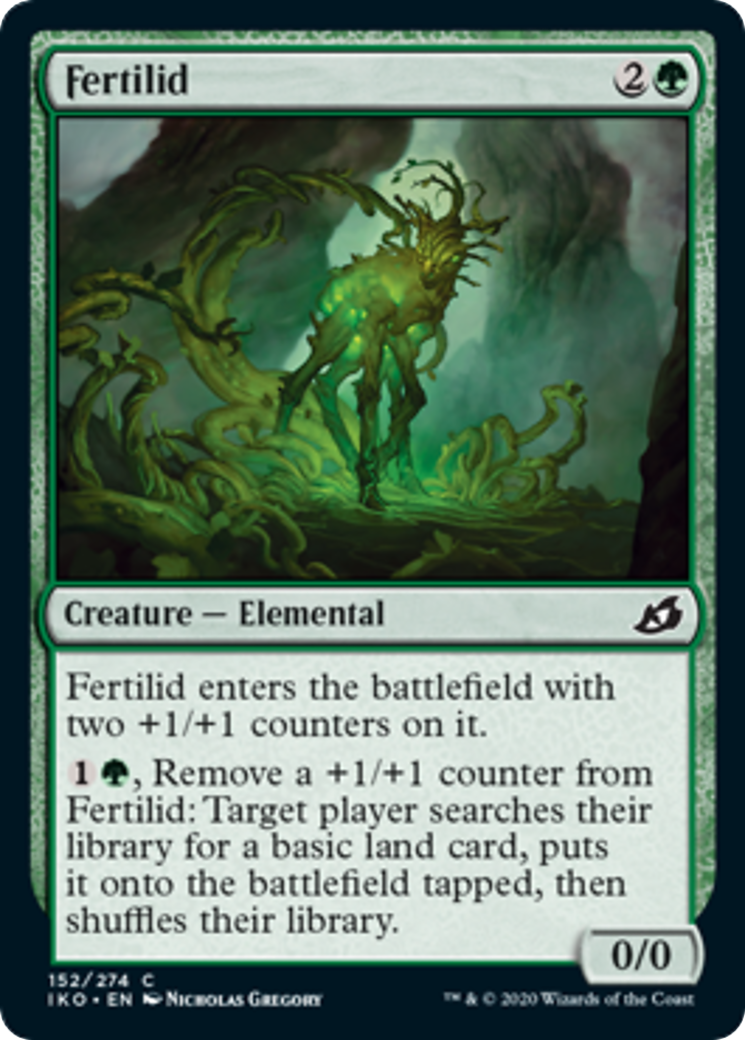 Fertilid 2
Creature — Elemental
Fertilid enters the battlefield with
two +1/+1 counters on it.
1 , Remove a +1/+1 counter from
Fertilid: Target player searches their
library for a basic land card, puts
it onto the battlefield tapped, then
shuffles their library.
0/0
152/274 C
IKO • EN Nicholas Gregory ™ & © 2020 Wizards of the Coast